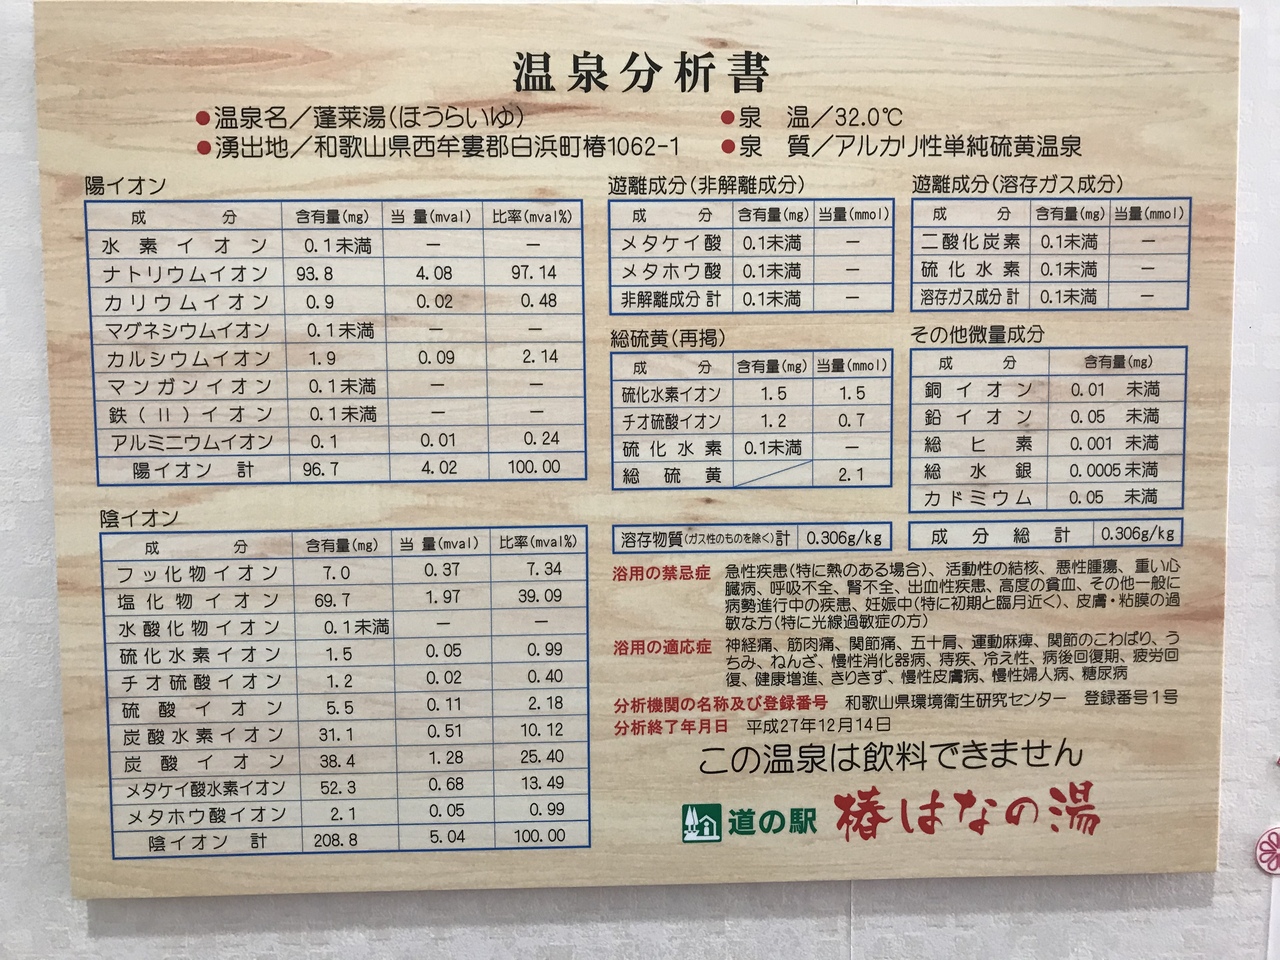 温泉分析書
●温泉名／蓬莱湯(ほうらいゆ)
●湧出地／和歌山県西牟婁郡白浜町椿1062-1
●泉　温／32.0℃
●泉　質／アルカリ性単純硫黄温泉
陽イオン
成　分 含有量(mg) 当 量(mval) 比率(mval%)
水素イオン 0.1未満 — —
ナトリウムイオン 93.8 4.08 97.14
カリウムイオン 0.9 0.02 0.48
マグネシウムイオン 0.1未満 — —
カルシウムイオン 1.9 0.09 2.14
マンガンイオン 0.1未満 — —
鉄(II)イオン 0.1未満 — —
アルミニウムイオン 0.1 0.01 0.24
陽イオン 計 96.7 4.02 100.00
陰イオン
成　分 含有量(mg) 当 量(mval) 比率(mval%)
フッ化物イオン 7.0 0.37 7.34
塩化物イオン 69.7 1.97 39.09
水酸化物イオン 0.1未満 — —
硫化水素イオン 1.5 0.05 0.99
チオ硫酸イオン 1.2 0.02 0.40
硫酸イオン 5.5 0.11 2.18
炭酸水素イオン 31.1 0.51 10.12
炭酸イオン 38.4 1.28 25.40
メタケイ酸水素イオン 52.3 0.68 13.49
メタホウ酸イオン 2.1 0.05 0.99
陰イオン 計 208.8 5.04 100.00
遊離成分(非解離成分)
成　分 含有量(mg) 当量(mmol)
メタケイ酸 0.1未満 —
メタホウ酸 0.1未満 —
非解離成分計 0.1未満 —
遊離成分(溶存ガス成分)
成　分 含有量(mg) 当量(mmol)
二酸化炭素 0.1未満 —
硫化水素 0.1未満 —
溶存ガス成分計 0.1未満 —
総硫黄(再掲)
成　分 含有量(mg) 当量(mmol)
硫化水素イオン 1.5 1.5
チオ硫酸イオン 1.2 0.7
硫化水素 0.1未満 —
総硫黄 2.1
その他微量成分
成　分 含有量(mg)
銅イオン 0.01 未満
鉛イオン 0.05 未満
総ヒ素 0.001 未満
総水銀 0.0005未満
カドミウム 0.05 未満
溶存物質(ガス性のものを除く)計 0.306g/kg
成分総計 0.306g/kg
浴用の禁忌症 急性疾患(特に熱のある場合)、活動性の結核、悪性腫瘍、重い心
臓病、呼吸不全、腎不全、出血性疾患、高度の貧血、その他一般に
病勢進行中の疾患、妊娠中(特に初期と臨月近く)、皮膚・粘膜の過
敏な方(特に光線過敏症の方)
浴用の適応症 神経痛、筋肉痛、関節痛、五十肩、運動麻痺、関節のこわばり、う
ちみ、ねんざ、慢性消化器病、痔疾、冷え性、病後回復期、疲労回
復、健康増進、きりきず、慢性皮膚病、慢性婦人病、糖尿病
分析機関の名称及び登録番号 和歌山県環境衛生研究センター 登録番号1号
分析終了年月日 平成27年12月14日
この温泉は飲料できません
道の駅 椿はなの湯